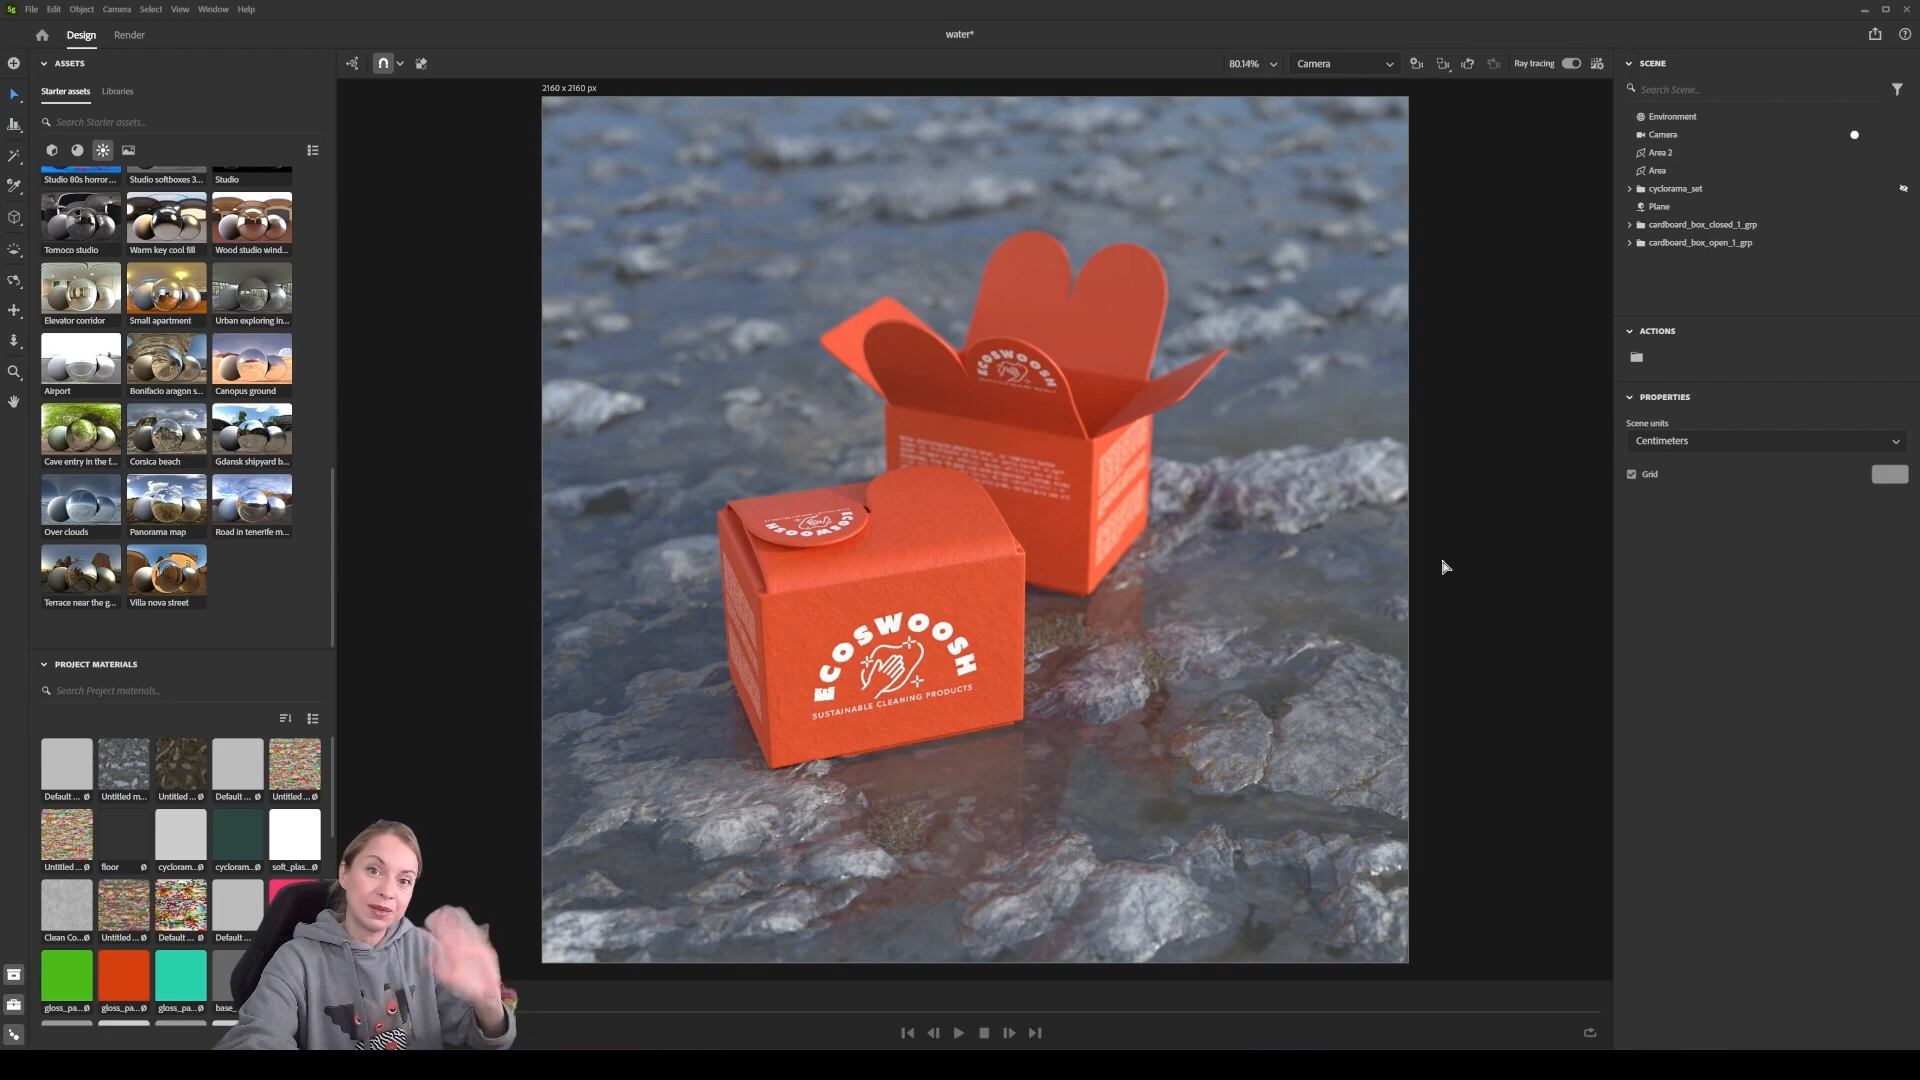 Sg File Edit Object Camera Select View Window Help
Design Render
water*
ASSETS
Starter assets Libraries
Search Starter assets...
Studio 80s horror... Studio softboxes 3... Studio
Tomoco studio Warm key cool fill Wood studio wind...
Elevator corridor Small apartment Urban exploring in...
Airport Bonifacio aragon s... Canopus ground
Cave entry in the f... Corsica beach Gdansk shipyard b...
Over clouds Panorama map Road in tenerife m...
Terrace near the g... Villa nova street
PROJECT MATERIALS
Search Project materials...
Default ... Untitled m... Untitled ... Default ... Untitled ...
Untitled ... floor cycloram... cycloram... soft_plas...
Clean Co... Untitled ... Default ... Default ...
gloss_pa... gloss_pa... gloss_pa... base_
80.14% Camera Ray tracing
2160 x 2160 px
ECOSWOOSH
ECOSWOOSH
ECOSWOOSH
SUSTAINABLE CLEANING PRODUCTS
SCENE
Search Scene...
Environment
Camera
Area 2
Area
cyclorama_set
Plane
cardboard_box_closed_1_grp
cardboard_box_open_1_grp
ACTIONS
PROPERTIES
Scene units
Centimeters
Grid